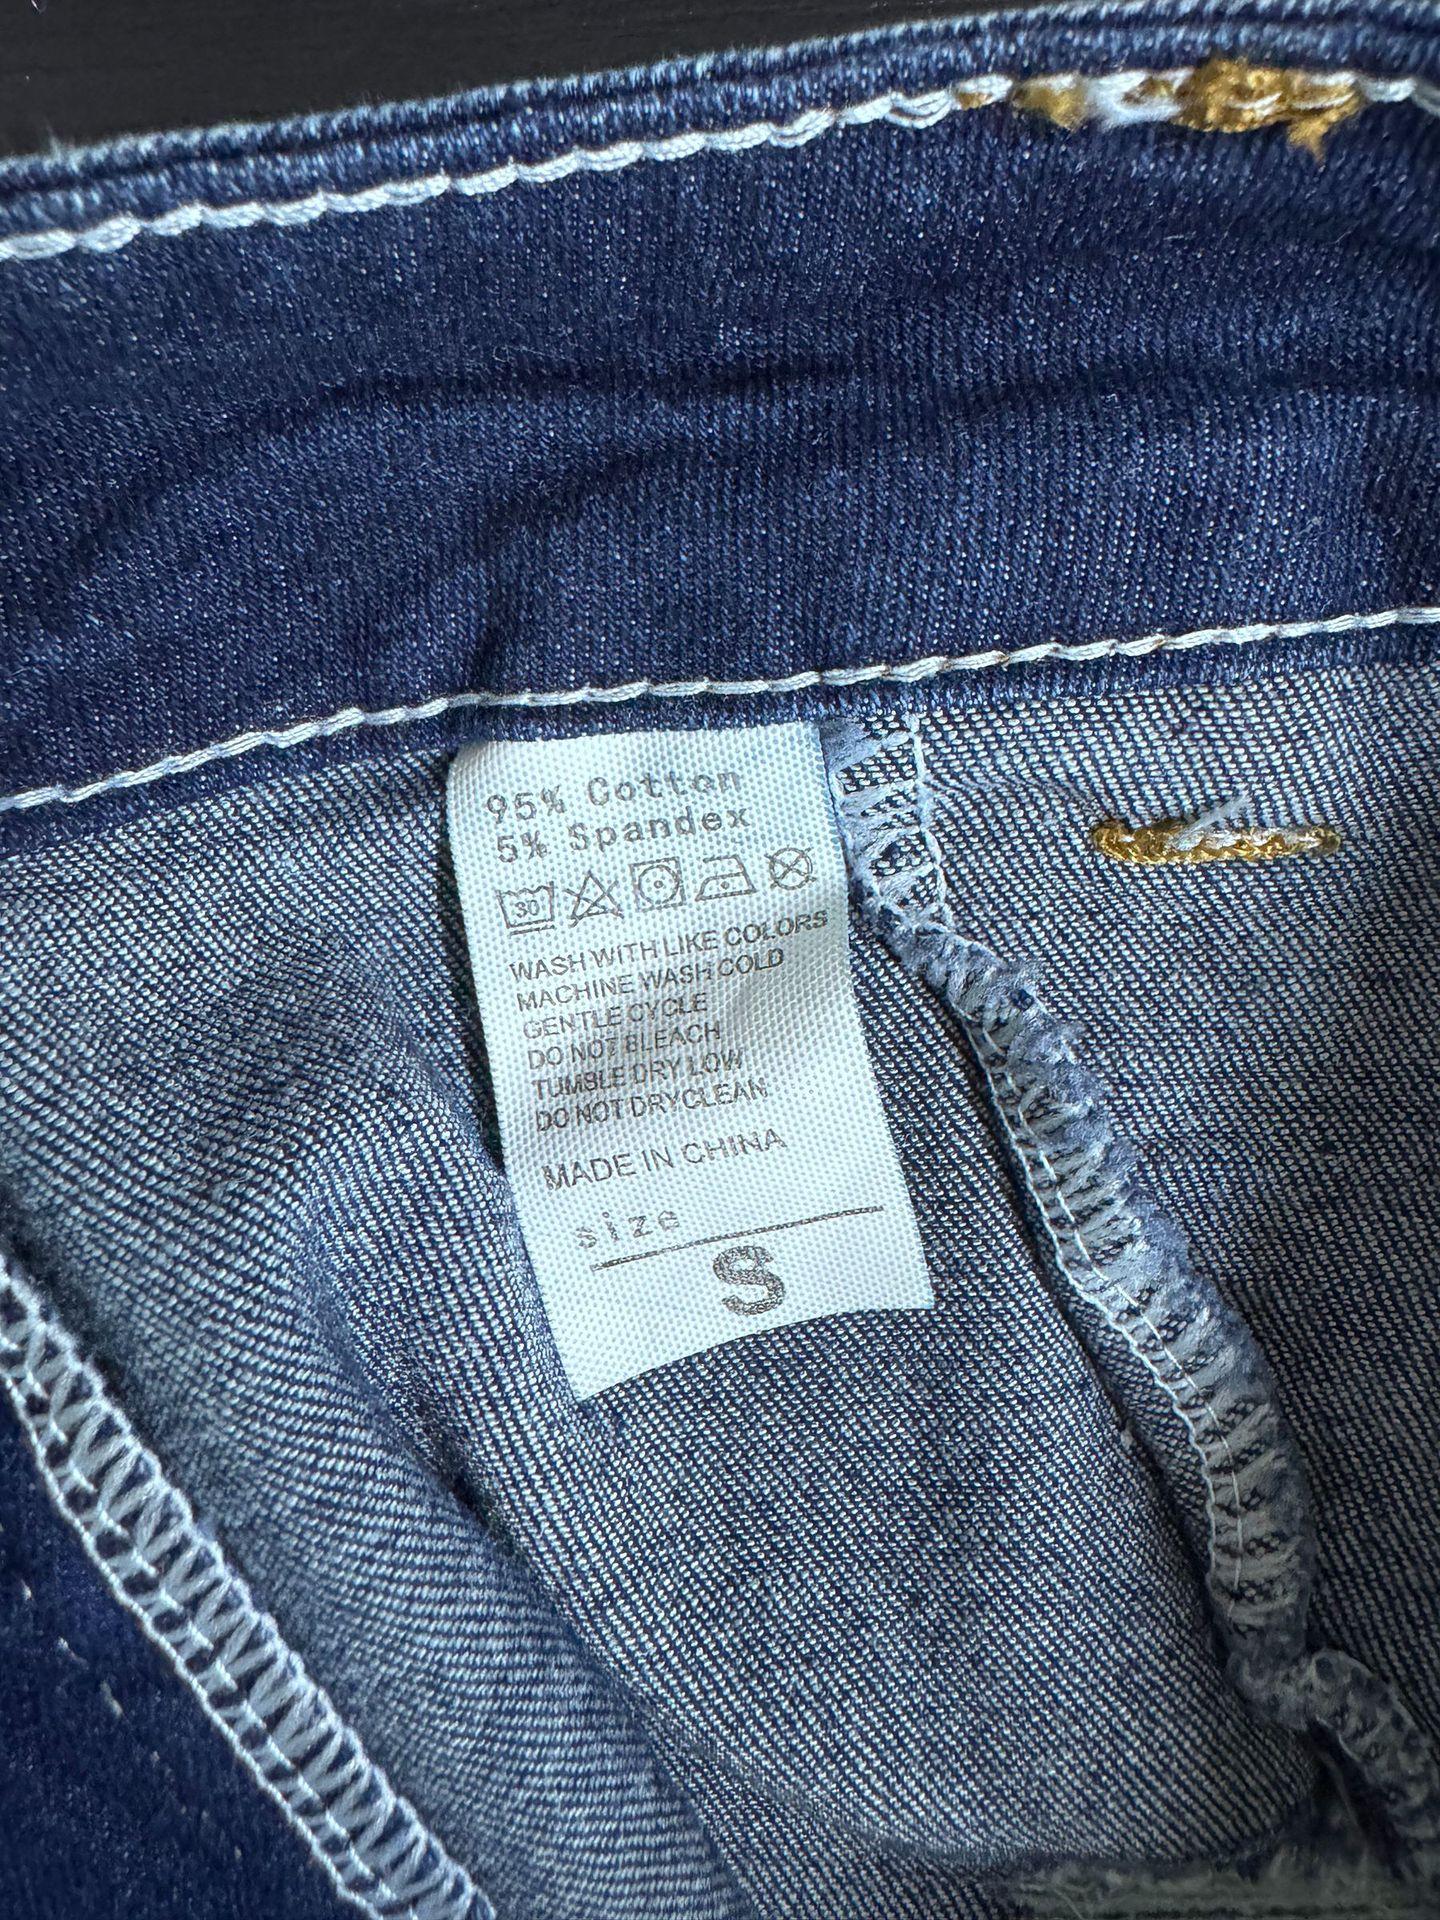 95% Cotton
5% Spandex
30
WASH WITH LIKE COLORS
MACHINE WASH COLD
GENTLE CYCLE
DO NOT BLEACH
TUMBLE DRY LOW
DO NOT DRYCLEAN
MADE IN CHINA
size
S